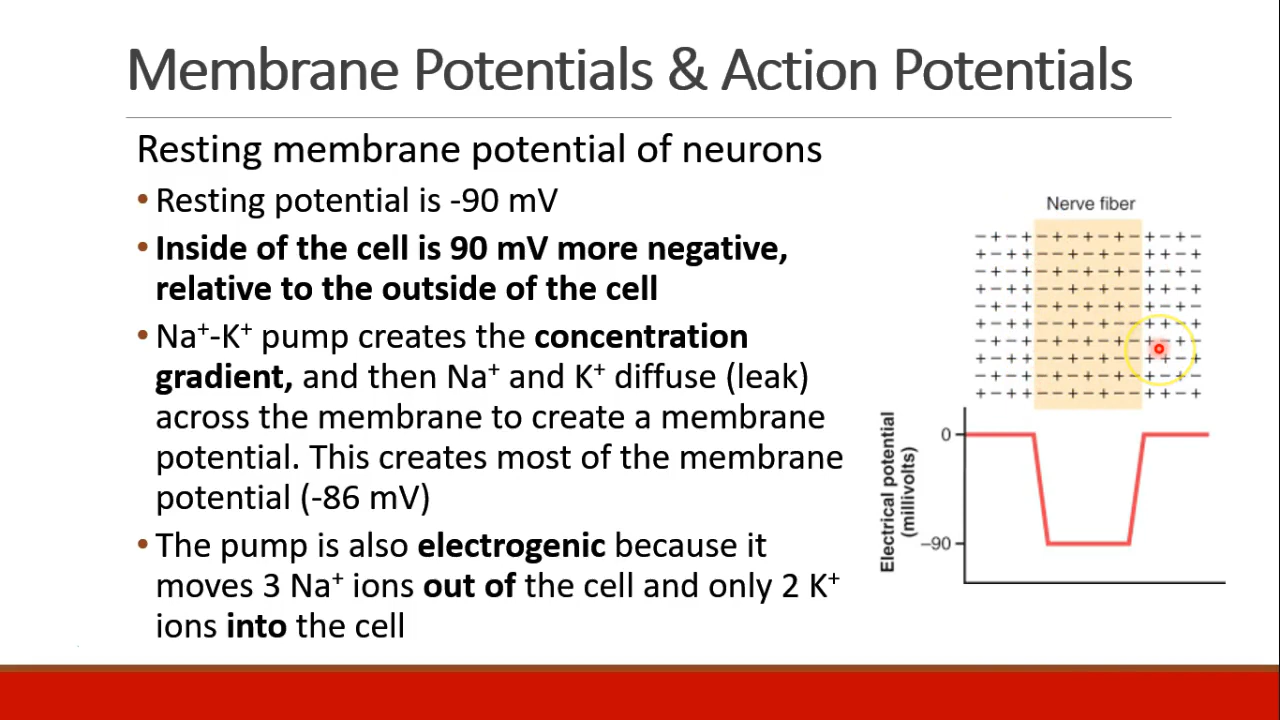 Membrane Potentials & Action Potentials
Resting membrane potential of neurons
• Resting potential is -90 mV
• Inside of the cell is 90 mV more negative,
relative to the outside of the cell
• Na⁺-K⁺ pump creates the concentration
gradient, and then Na⁺ and K⁺ diffuse (leak)
across the membrane to create a membrane
potential. This creates most of the membrane
potential (-86 mV)
• The pump is also electrogenic because it
moves 3 Na⁺ ions out of the cell and only 2 K⁺
ions into the cell
Nerve fiber
Electrical potential
(millivolts)
0
–90